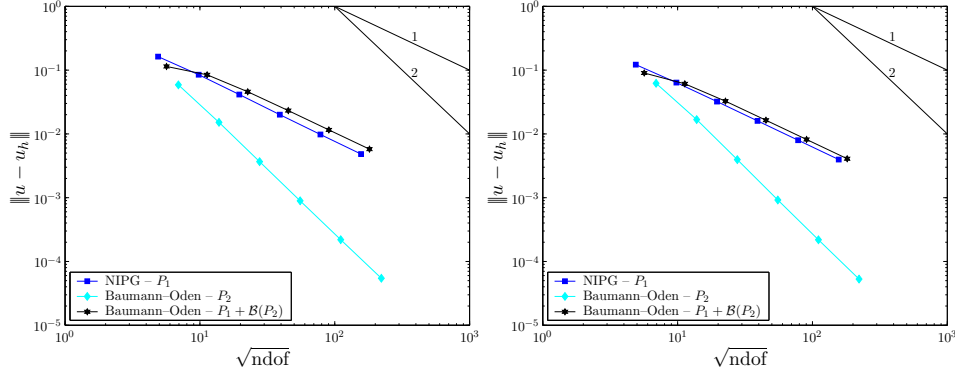 10^0
10^-1
10^-2
10^-3
10^-4
10^-5
|||u − u_h|||
1
2
NIPG – P_1
Baumann–Oden – P_2
Baumann–Oden – P_1 + ℬ(P_2)
10^0
10^1
10^2
10^3
√ndof
10^0
10^-1
10^-2
10^-3
10^-4
10^-5
|||u − u_h|||
1
2
NIPG – P_1
Baumann–Oden – P_2
Baumann–Oden – P_1 + ℬ(P_2)
10^0
10^1
10^2
10^3
√ndof